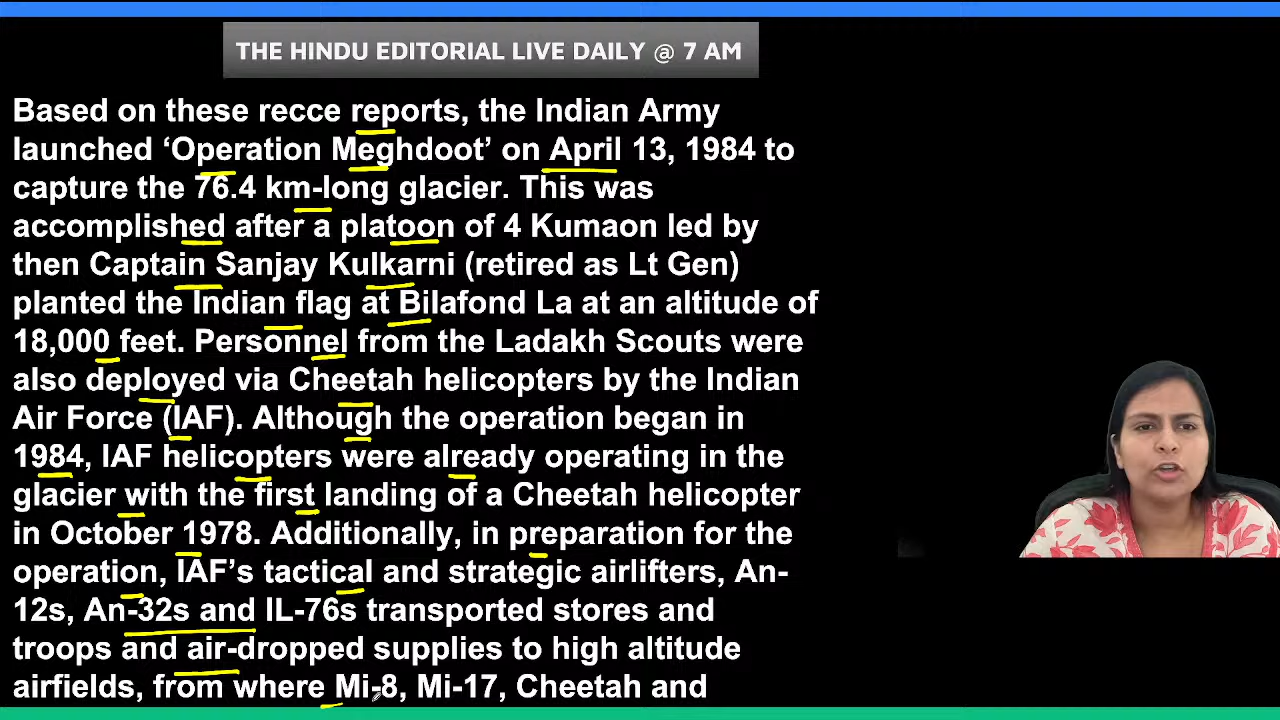 THE HINDU EDITORIAL LIVE DAILY @ 7 AM
Based on these recce reports, the Indian Army
launched ‘Operation Meghdoot’ on April 13, 1984 to
capture the 76.4 km-long glacier. This was
accomplished after a platoon of 4 Kumaon led by
then Captain Sanjay Kulkarni (retired as Lt Gen)
planted the Indian flag at Bilafond La at an altitude of
18,000 feet. Personnel from the Ladakh Scouts were
also deployed via Cheetah helicopters by the Indian
Air Force (IAF). Although the operation began in
1984, IAF helicopters were already operating in the
glacier with the first landing of a Cheetah helicopter
in October 1978. Additionally, in preparation for the
operation, IAF’s tactical and strategic airlifters, An-
12s, An-32s and IL-76s transported stores and
troops and air-dropped supplies to high altitude
airfields, from where Mi-8, Mi-17, Cheetah and